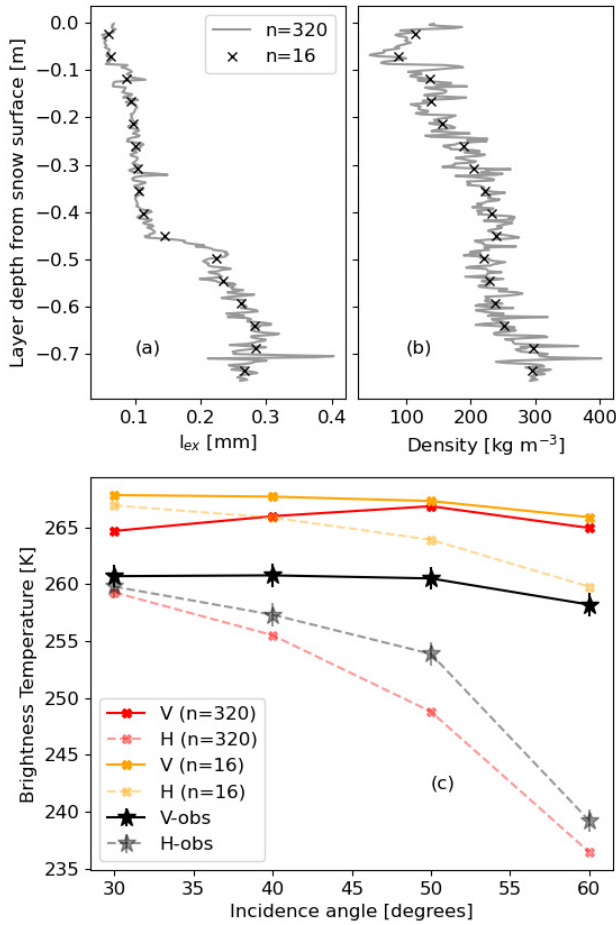 0.0
−0.1
−0.2
−0.3
−0.4
−0.5
−0.6
−0.7
Layer depth from snow surface [m]
n=320
n=16
(a)
(b)
0.1 0.2 0.3 0.4
100 200 300 400
l_ex [mm]
Density [kg m⁻³]
265
260
255
250
245
240
235
Brightness Temperature [K]
V (n=320)
H (n=320)
V (n=16)
H (n=16)
V-obs
H-obs
(c)
30 35 40 45 50 55 60
Incidence angle [degrees]